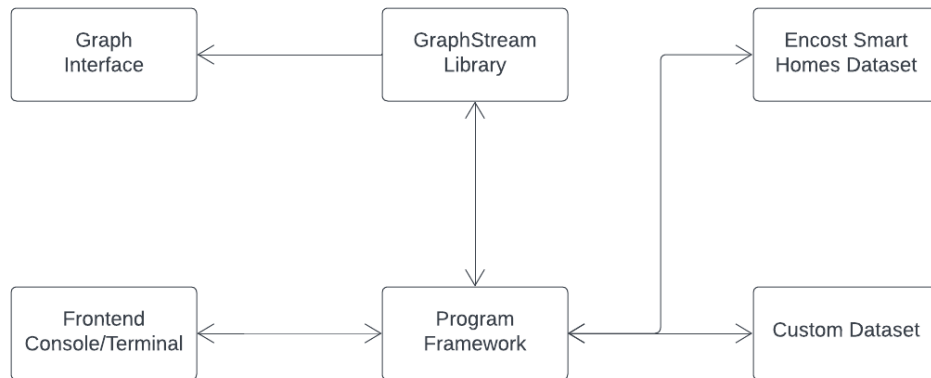 Graph
Interface
GraphStream
Library
Encost Smart
Homes Dataset
Frontend
Console/Terminal
Program
Framework
Custom Dataset